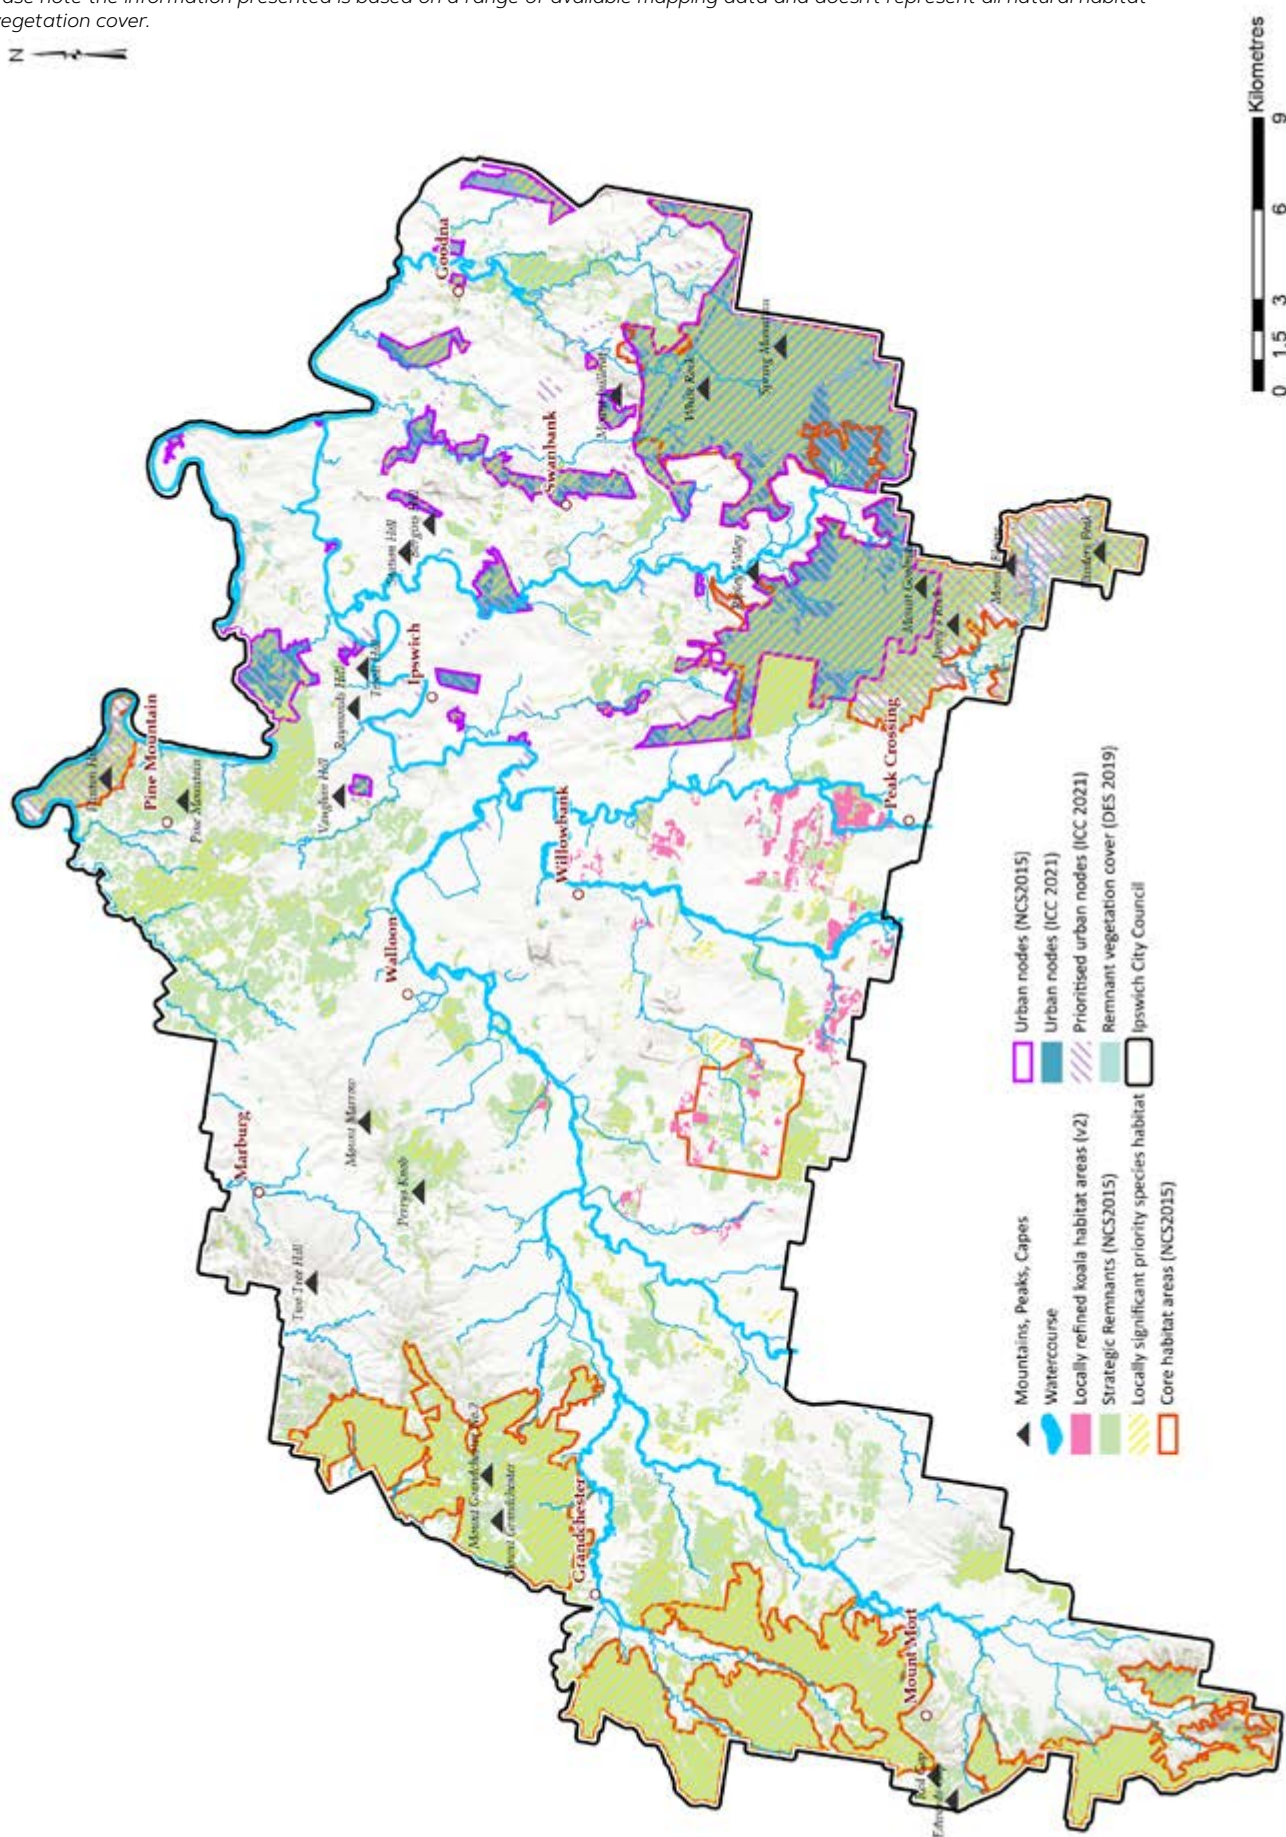 ase note the information presented is based on a range of available mapping data and doesn't represent all natural habitat
vegetation cover.
N
Goodna
Swanbank
White Rock
Spring Mountain
Ipswich
Raymonds Hill
Vaughan Hill
Pine Mountain
Pine Mountain
Walloon
Willowbank
Peak Crossing
Marburg
Two Tree Hill
Mount Marrow
Perrys Knob
Mount Grandchester No.2
Mount Grandchester
Grandchester
Mount Mort
Mountains, Peaks, Capes
Watercourse
Locally refined koala habitat areas (v2)
Strategic Remnants (NCS2015)
Locally significant priority species habitat
Core habitat areas (NCS2015)
Urban nodes (NCS2015)
Urban nodes (ICC 2021)
Prioritised urban nodes (ICC 2021)
Remnant vegetation cover (DES 2019)
Ipswich City Council
0 1.5 3 6 9
Kilometres